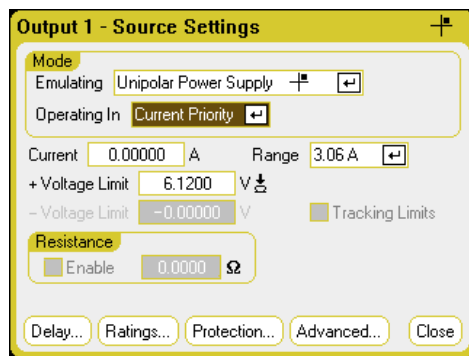 Output 1 - Source Settings
Mode
Emulating Unipolar Power Supply
Operating In Current Priority
Current 0.00000 A Range 3.06 A
+ Voltage Limit 6.1200 V
- Voltage Limit -0.00000 V Tracking Limits
Resistance
Enable 0.0000 Ω
Delay... Ratings... Protection... Advanced... Close